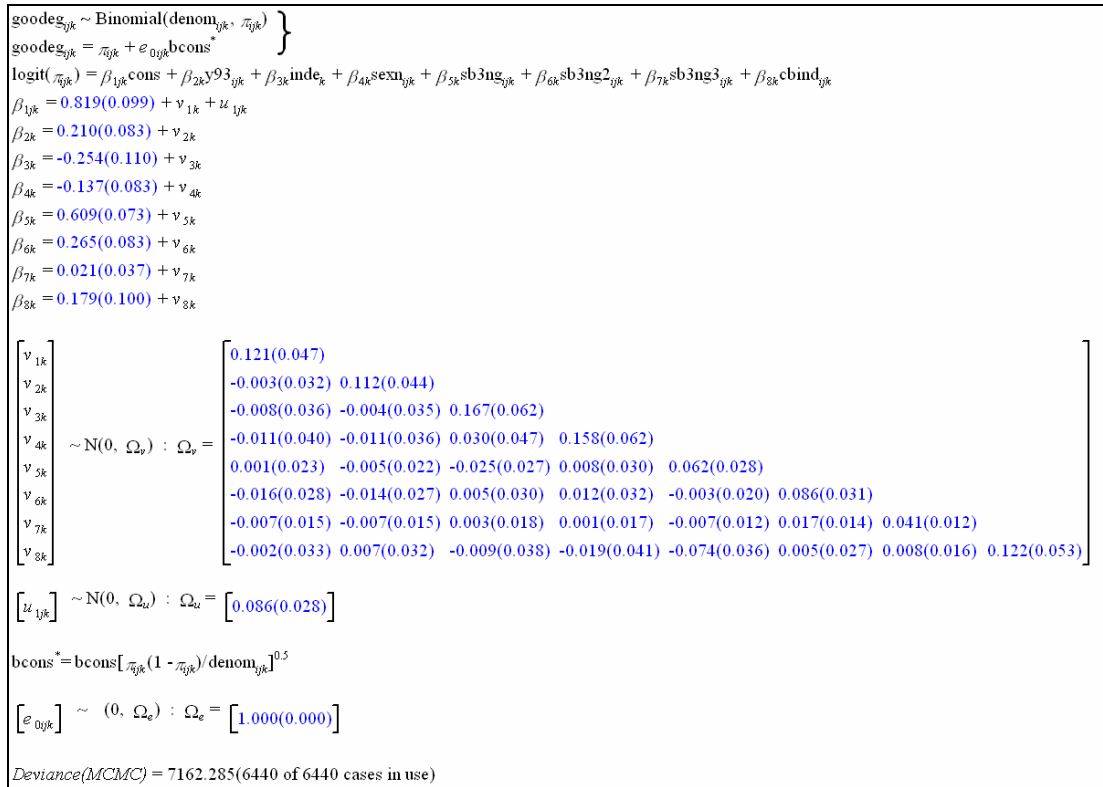 goodeg_ijk ~ Binomial(denom_ijk, π_ijk) }
goodeg_ijk = π_ijk + e_0ijk bcons*
logit(π_ijk) = β_1jk cons + β_2k y93_ijk + β_3k inde_k + β_4k sexn_ijk + β_5k sb3ng_ijk + β_6k sb3ng2_ijk + β_7k sb3ng3_ijk + β_8k cbind_ijk
β_1jk = 0.819(0.099) + v_1k + u_1jk
β_2k = 0.210(0.083) + v_2k
β_3k = -0.254(0.110) + v_3k
β_4k = -0.137(0.083) + v_4k
β_5k = 0.609(0.073) + v_5k
β_6k = 0.265(0.083) + v_6k
β_7k = 0.021(0.037) + v_7k
β_8k = 0.179(0.100) + v_8k
v_1k 0.121(0.047)
v_2k -0.003(0.032) 0.112(0.044)
v_3k -0.008(0.036) -0.004(0.035) 0.167(0.062)
v_4k ~ N(0, Ω_v) : Ω_v = -0.011(0.040) -0.011(0.036) 0.030(0.047) 0.158(0.062)
v_5k 0.001(0.023) -0.005(0.022) -0.025(0.027) 0.008(0.030) 0.062(0.028)
v_6k -0.016(0.028) -0.014(0.027) 0.005(0.030) 0.012(0.032) -0.003(0.020) 0.086(0.031)
v_7k -0.007(0.015) -0.007(0.015) 0.003(0.018) 0.001(0.017) -0.007(0.012) 0.017(0.014) 0.041(0.012)
v_8k -0.002(0.033) 0.007(0.032) -0.009(0.038) -0.019(0.041) -0.074(0.036) 0.005(0.027) 0.008(0.016) 0.122(0.053)
[u_1jk] ~ N(0, Ω_u) : Ω_u = [0.086(0.028)]
bcons* = bcons[π_ijk(1 - π_ijk)/denom_ijk]^0.5
[e_0ijk] ~ (0, Ω_e) : Ω_e = [1.000(0.000)]
Deviance(MCMC) = 7162.285(6440 of 6440 cases in use)